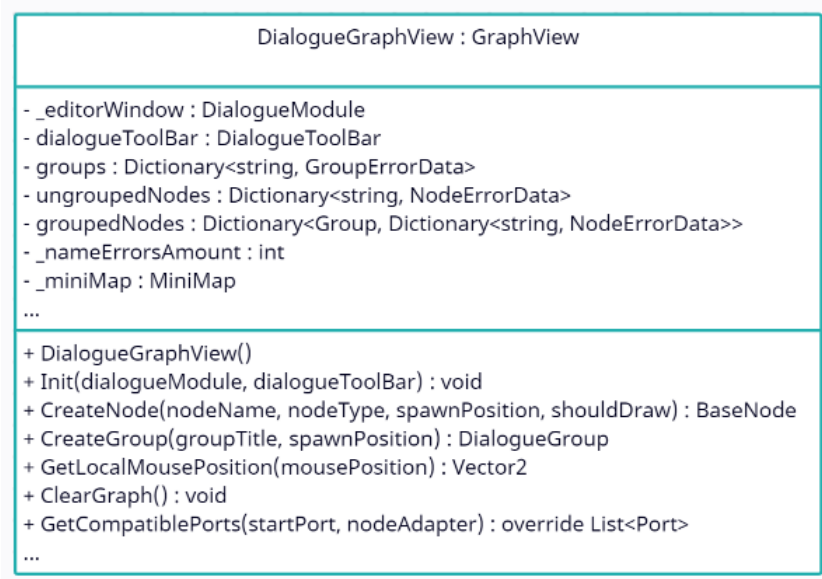 DialogueGraphView : GraphView
- _editorWindow : DialogueModule
- dialogueToolBar : DialogueToolBar
- groups : Dictionary<string, GroupErrorData>
- ungroupedNodes : Dictionary<string, NodeErrorData>
- groupedNodes : Dictionary<Group, Dictionary<string, NodeErrorData>>
- _nameErrorsAmount : int
- _miniMap : MiniMap
...
+ DialogueGraphView()
+ Init(dialogueModule, dialogueToolBar) : void
+ CreateNode(nodeName, nodeType, spawnPosition, shouldDraw) : BaseNode
+ CreateGroup(groupTitle, spawnPosition) : DialogueGroup
+ GetLocalMousePosition(mousePosition) : Vector2
+ ClearGraph() : void
+ GetCompatiblePorts(startPort, nodeAdapter) : override List<Port>
...